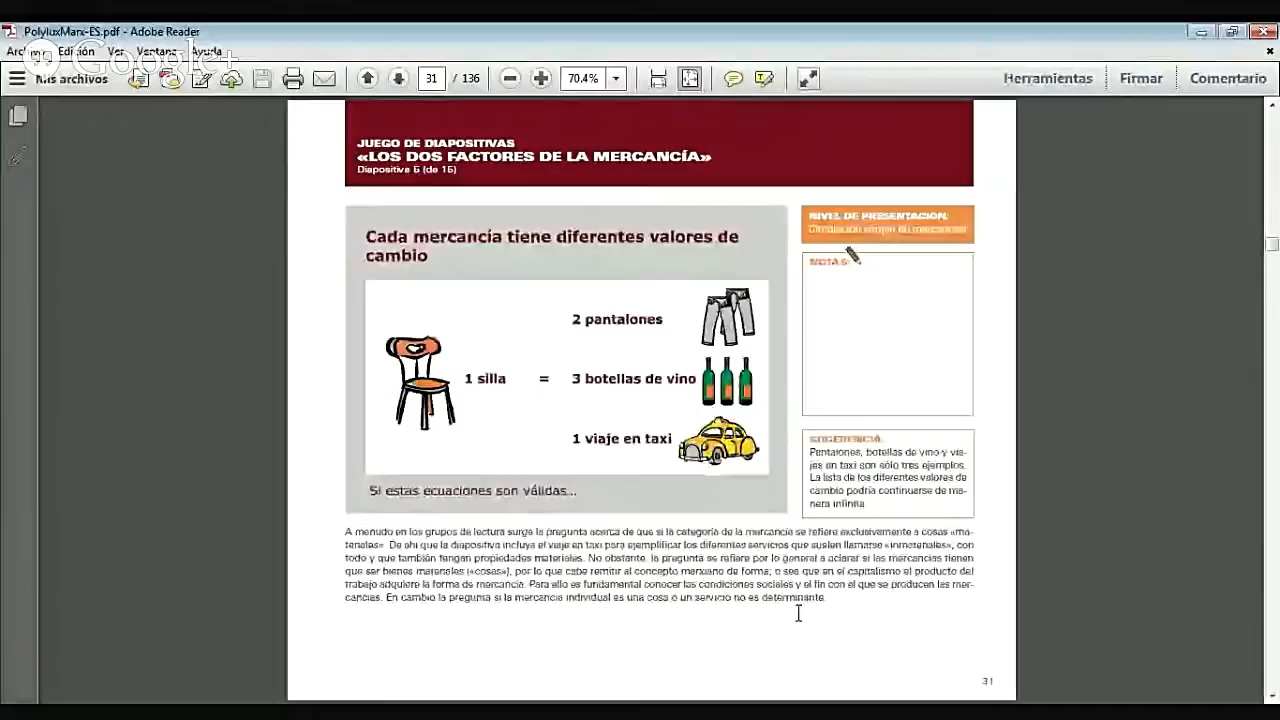 PolyluxMarx-ES.pdf - Adobe Reader
Archivo Edición Ver Ventana Ayuda
Google+
Mis archivos
31 / 136
70.4%
Herramientas
Firmar
Comentario
JUEGO DE DIAPOSITIVAS
«LOS DOS FACTORES DE LA MERCANCÍA»
Diapositiva 5 (de 15)
Cada mercancía tiene diferentes valores de
cambio
2 pantalones
1 silla = 3 botellas de vino
1 viaje en taxi
Si estas ecuaciones son válidas...
NIVEL DE PRESENTACIÓN:
Circulación simple de mercancías
NOTAS:
SUGERENCIA:
Pantalones, botellas de vino y via-
jes en taxi son sólo tres ejemplos.
La lista de los diferentes valores de
cambio podría continuarse de ma-
nera infinita.
A menudo en los grupos de lectura surge la pregunta acerca de que si la categoría de la mercancía se refiere exclusivamente a cosas «ma-
teriales». De ahí que la diapositiva incluya el viaje en taxi para ejemplificar los diferentes servicios que suelen llamarse «inmateriales», con
todo y que también tengan propiedades materiales. No obstante, la pregunta se refiere por lo general a aclarar si las mercancías tienen
que ser bienes materiales («cosas»), por lo que cabe remitir al concepto marxiano de forma; o sea que en el capitalismo el producto del
trabajo adquiere la forma de mercancía. Para ello es fundamental conocer las condiciones sociales y el fin con el que se producen las mer-
cancías. En cambio la pregunta si la mercancía individual es una cosa o un servicio no es determinante.
31